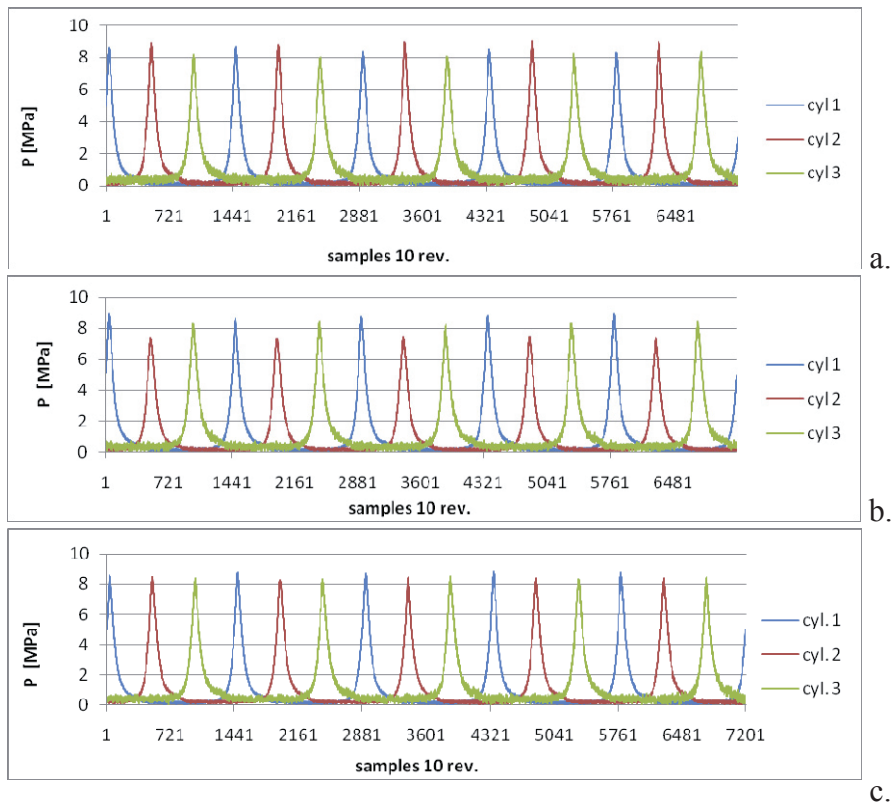 10
8
6
4
2
0
P [MPa]
1 721 1441 2161 2881 3601 4321 5041 5761 6481
samples 10 rev.
cyl 1
cyl 2
cyl 3
a.
10
8
6
4
2
0
P [MPa]
1 721 1441 2161 2881 3601 4321 5041 5761 6481
samples 10 rev.
cyl 1
cyl 2
cyl 3
b.
10
8
6
4
2
0
P [MPa]
1 721 1441 2161 2881 3601 4321 5041 5761 6481 7201
samples 10 rev.
cyl. 1
cyl. 2
cyl. 3
c.